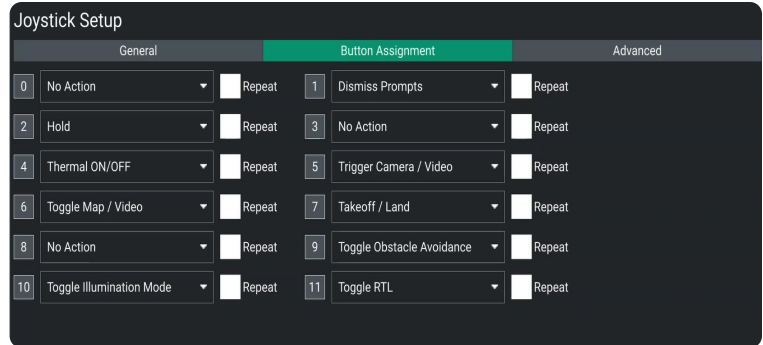 Joystick Setup
General Button Assignment Advanced
0 No Action Repeat 1 Dismiss Prompts Repeat
2 Hold Repeat 3 No Action Repeat
4 Thermal ON/OFF Repeat 5 Trigger Camera / Video Repeat
6 Toggle Map / Video Repeat 7 Takeoff / Land Repeat
8 No Action Repeat 9 Toggle Obstacle Avoidance Repeat
10 Toggle Illumination Mode Repeat 11 Toggle RTL Repeat